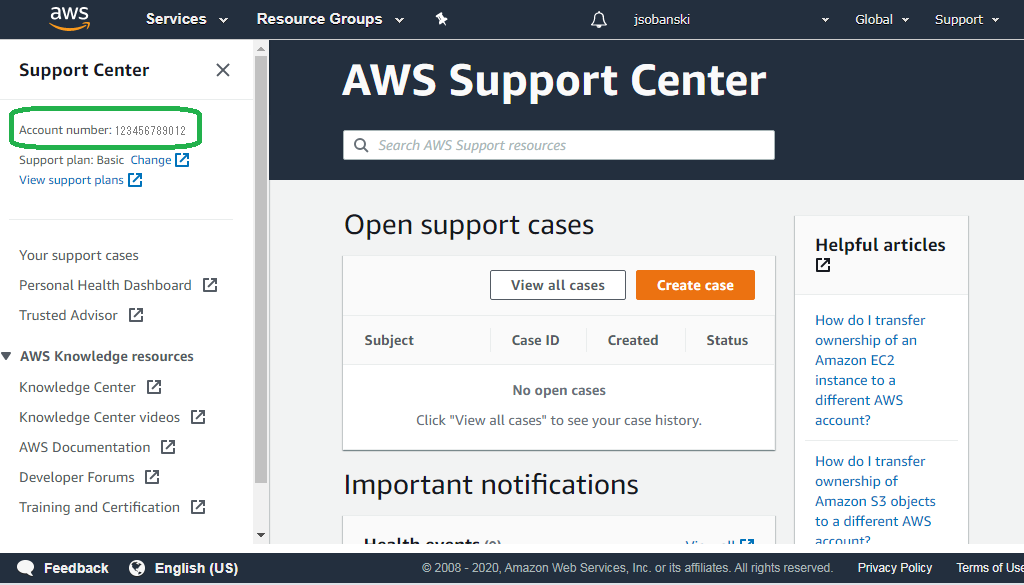 aws
Services
Resource Groups
jsobanski
Global
Support
Support Center
Account number: 123456789012
Support plan: Basic Change
View support plans
Your support cases
Personal Health Dashboard
Trusted Advisor
AWS Knowledge resources
Knowledge Center
Knowledge Center videos
AWS Documentation
Developer Forums
Training and Certification
AWS Support Center
Search AWS Support resources
Open support cases
View all cases
Create case
Subject
Case ID
Created
Status
No open cases
Click "View all cases" to see your case history.
Important notifications
Health events (0)
View all
Helpful articles
How do I transfer
ownership of an
Amazon EC2
instance to a
different AWS
account?
How do I transfer
ownership of
Amazon S3 objects
to a different AWS
account?
Feedback
English (US)
© 2008 - 2020, Amazon Web Services, Inc. or its affiliates. All rights reserved.
Privacy Policy
Terms of Use